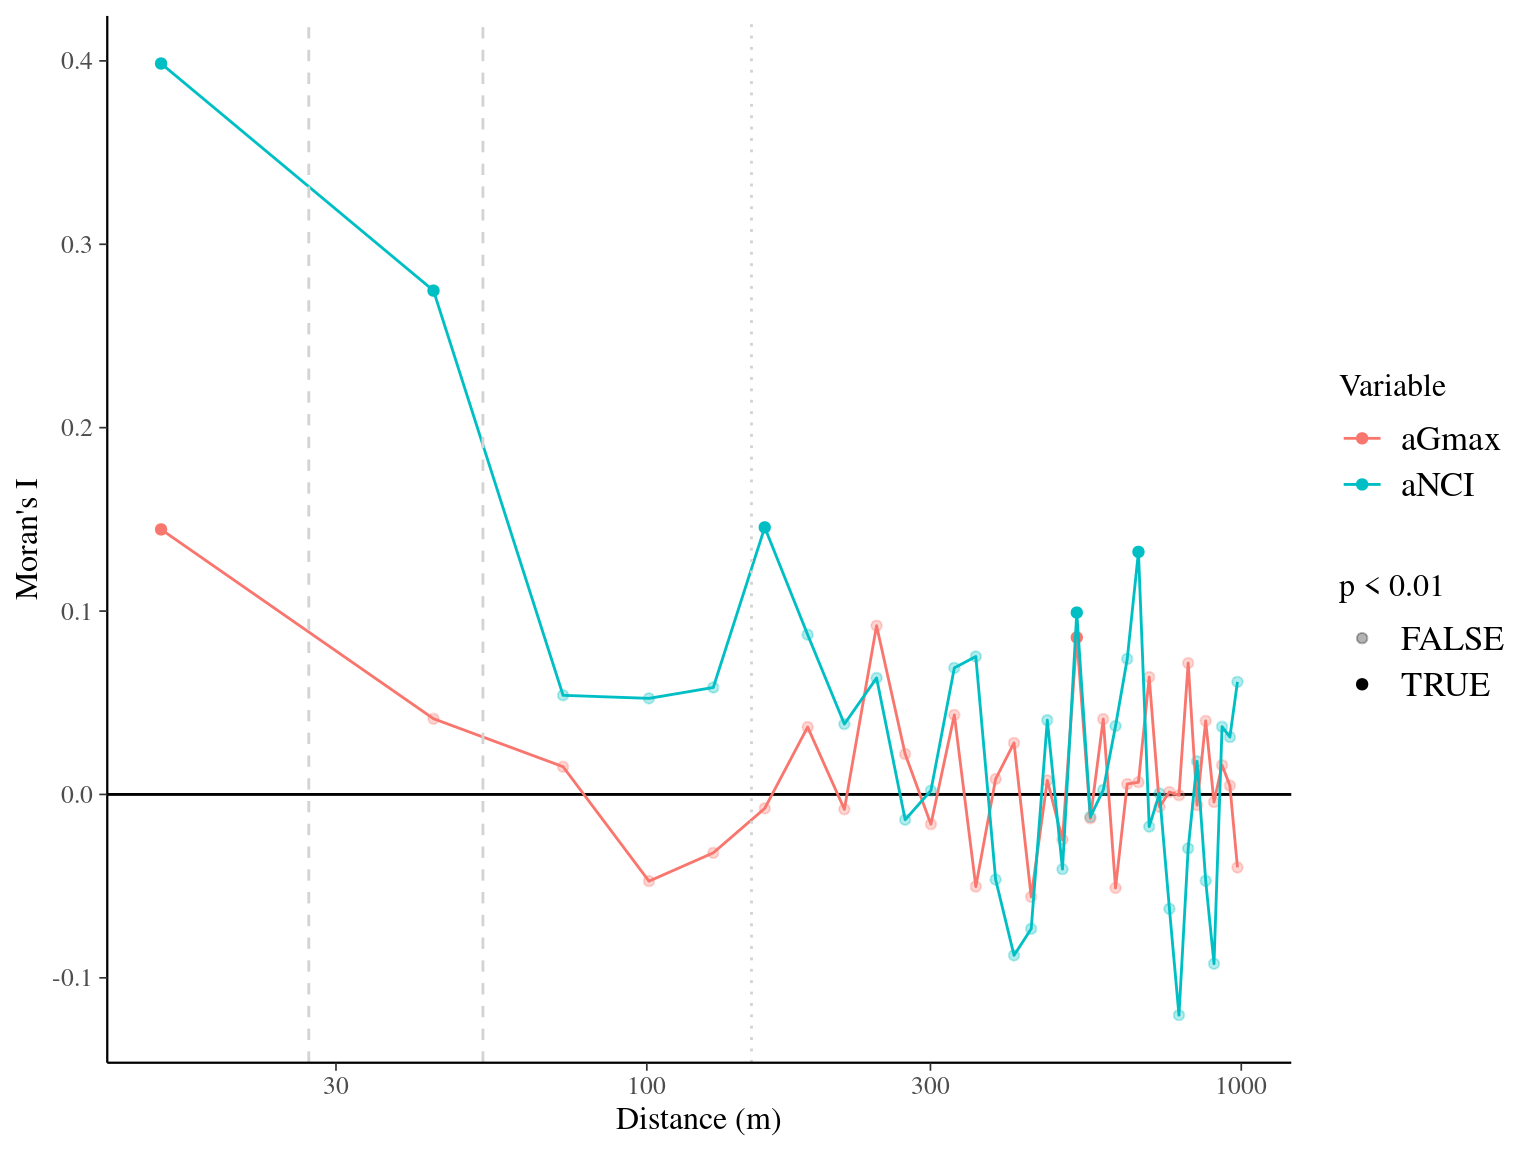 0.4
0.3
0.2
0.1
0.0
-0.1
Moran's I
30 100 300 1000
Distance (m)
Variable
aGmax
aNCI
p < 0.01
FALSE
TRUE